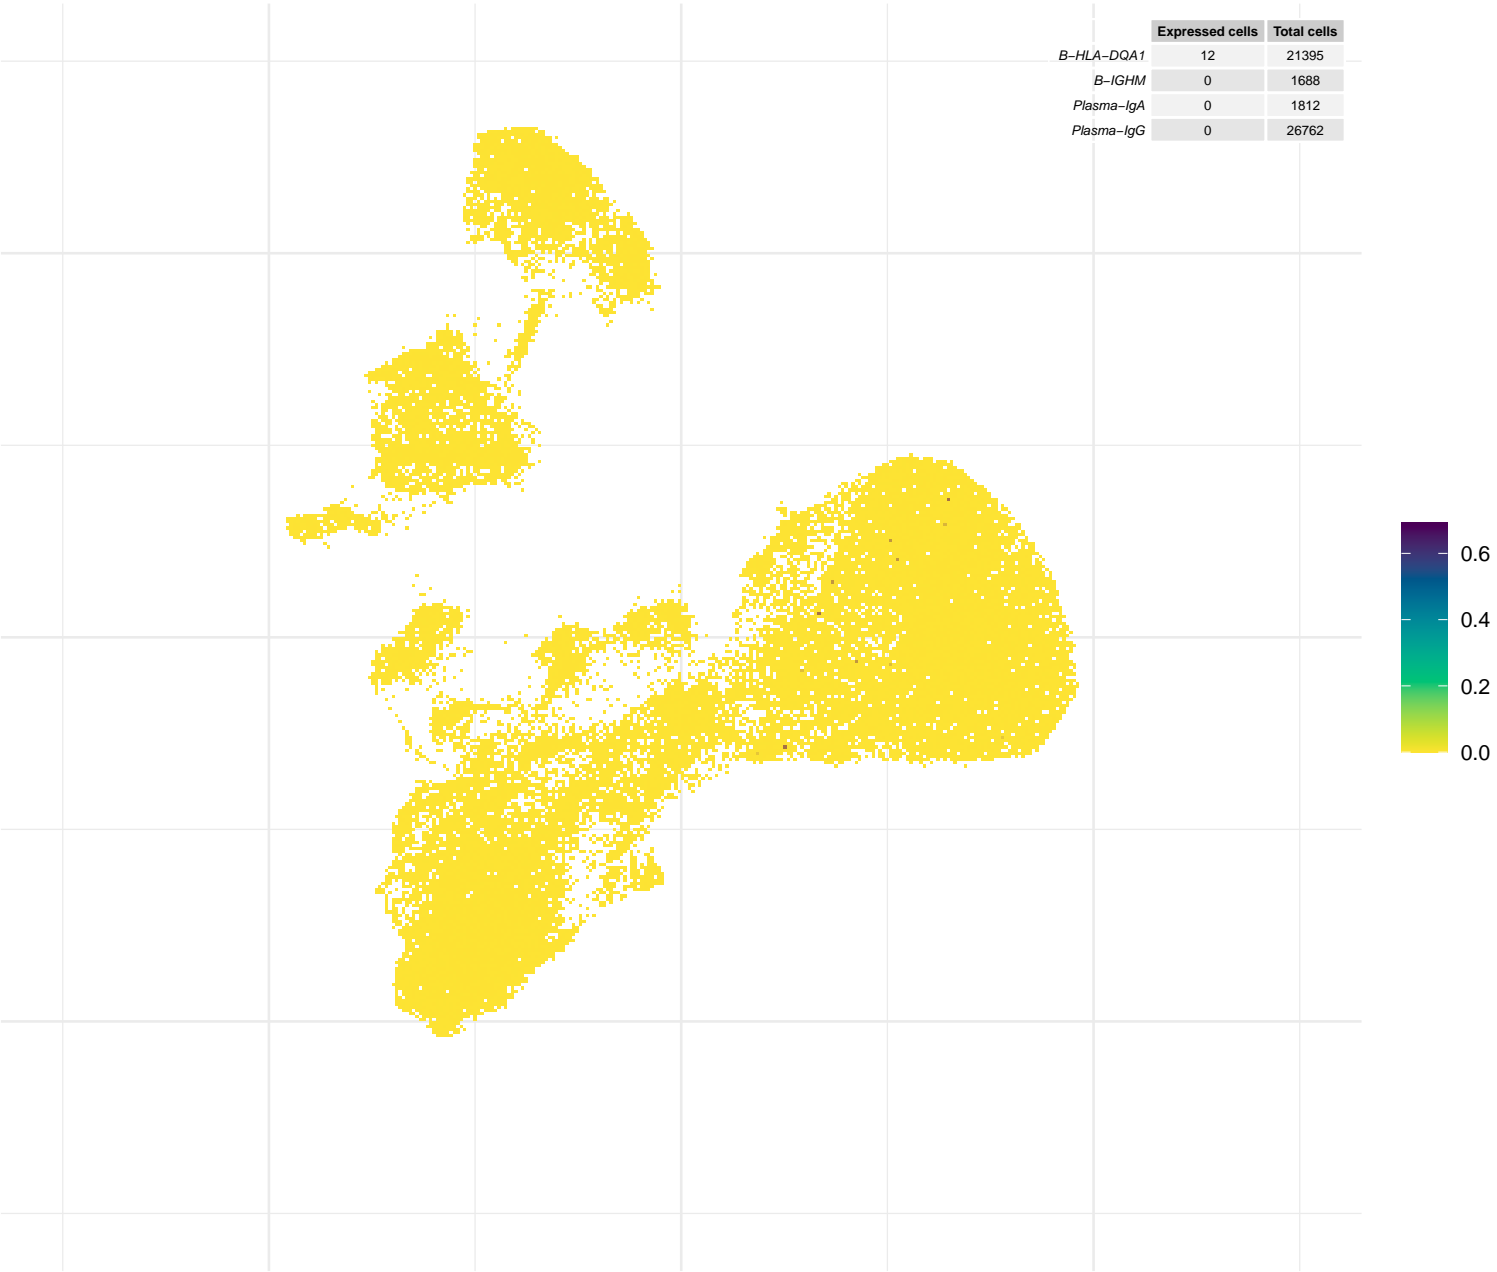 Expressed cells Total cells
B−HLA−DQA1 12 21395
B−IGHM 0 1688
Plasma−IgA 0 1812
Plasma−IgG 0 26762
0.6
0.4
0.2
0.0